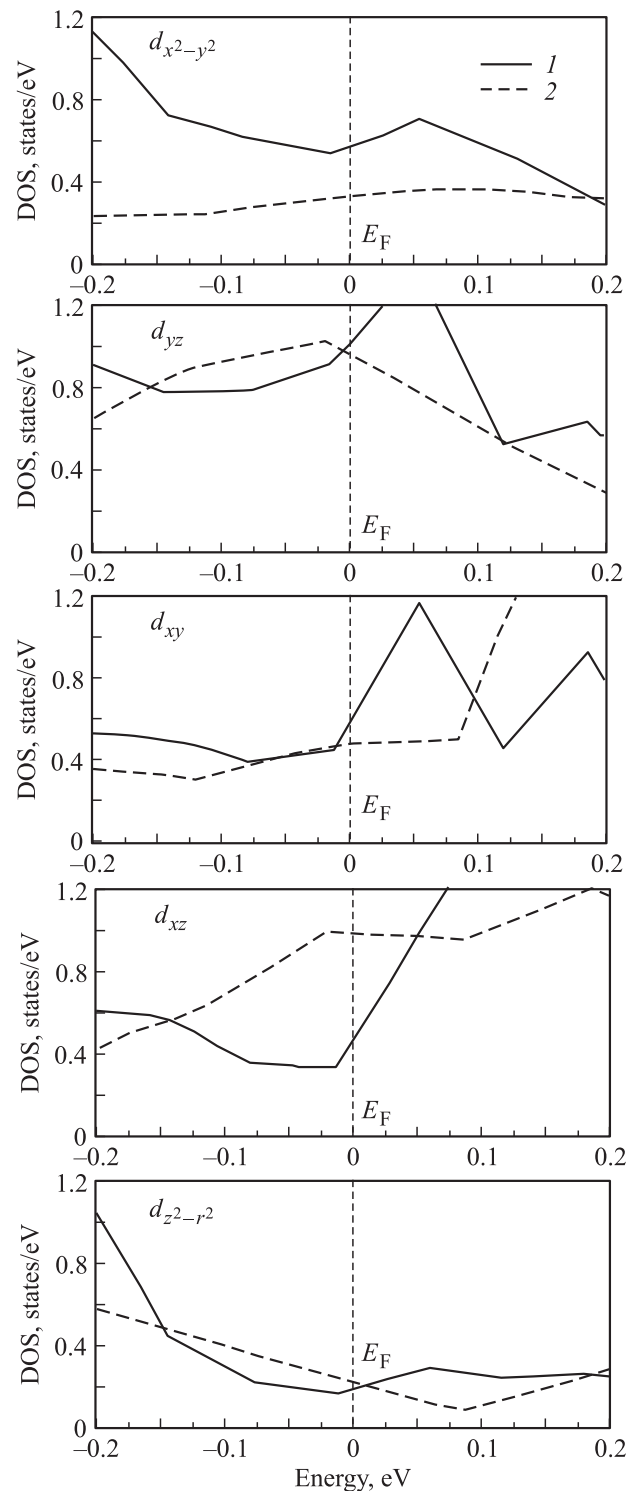 1.2
d_{x²−y²}
1
2
0.8
DOS, states/eV
0.4
E_F
0
−0.2 −0.1 0 0.1 0.2
1.2
d_{yz}
0.8
DOS, states/eV
0.4
E_F
0
−0.2 −0.1 0 0.1 0.2
1.2
d_{xy}
0.8
DOS, states/eV
0.4
E_F
0
−0.2 −0.1 0 0.1 0.2
1.2
d_{xz}
0.8
DOS, states/eV
0.4
E_F
0
−0.2 −0.1 0 0.1 0.2
1.2
d_{z²−r²}
0.8
DOS, states/eV
0.4
E_F
0
−0.2 −0.1 0 0.1 0.2
Energy, eV